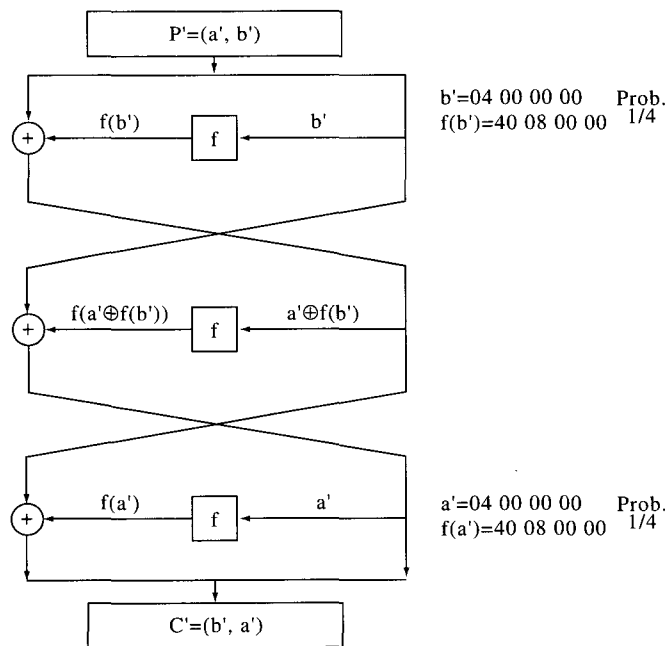 P'=(a', b')
b'=04 00 00 00 Prob.
f(b')=40 08 00 00 1/4
f(b') f b'
+
f(a'⊕f(b')) f a'⊕f(b')
+
a'=04 00 00 00 Prob.
f(a')=40 08 00 00 1/4
f(a') f a'
+
C'=(b', a')